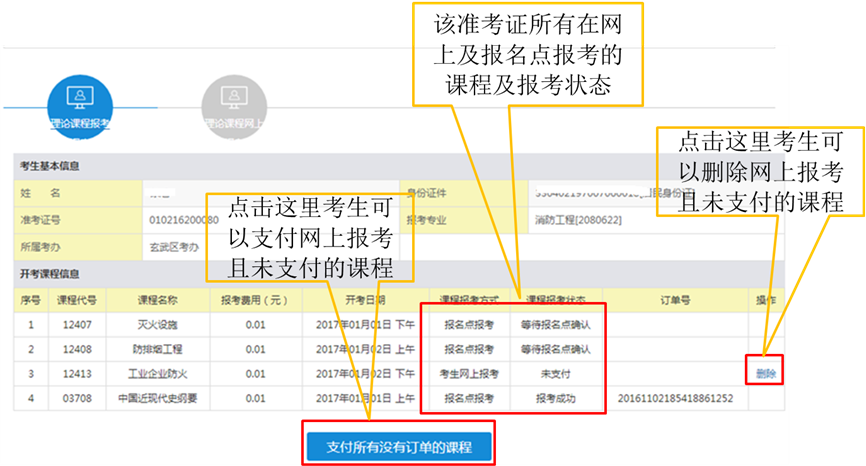 该准考证所有在网
上及报名点报考的
课程及报考状态
理论课程报考
理论课程网上
点击这里考生可
以删除网上报考
且未支付的课程
考生基本信息
姓 名
身份证件
准考证号 010216200080 报考专业 消防工程[2080622]
所属考办 玄武区考办
点击这里考生可
以支付网上报考
且未支付的课程
开考课程信息
序号 课程代号 课程名称 报考费用（元） 开考日期 课程报考方式 课程报考状态 订单号 操作
1 12407 灭火设施 0.01 2017年01月01日 下午 报名点报考 等待报名点确认
2 12408 防排烟工程 0.01 2017年01月02日 上午 报名点报考 等待报名点确认
3 12413 工业企业防火 0.01 2017年01月02日 下午 考生网上报考 未支付 删除
4 03708 中国近现代史纲要 0.01 2017年01月02日 上午 报名点报考 报考成功 20161102185418861252
支付所有没有订单的课程